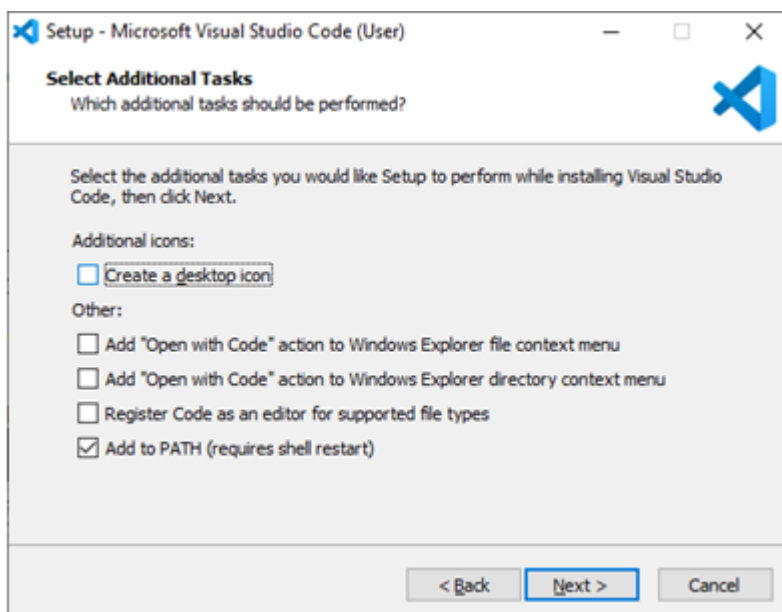 Setup - Microsoft Visual Studio Code (User)
Select Additional Tasks
Which additional tasks should be performed?
Select the additional tasks you would like Setup to perform while installing Visual Studio
Code, then click Next.
Additional icons:
Create a desktop icon
Other:
Add "Open with Code" action to Windows Explorer file context menu
Add "Open with Code" action to Windows Explorer directory context menu
Register Code as an editor for supported file types
Add to PATH (requires shell restart)
< Back Next > Cancel